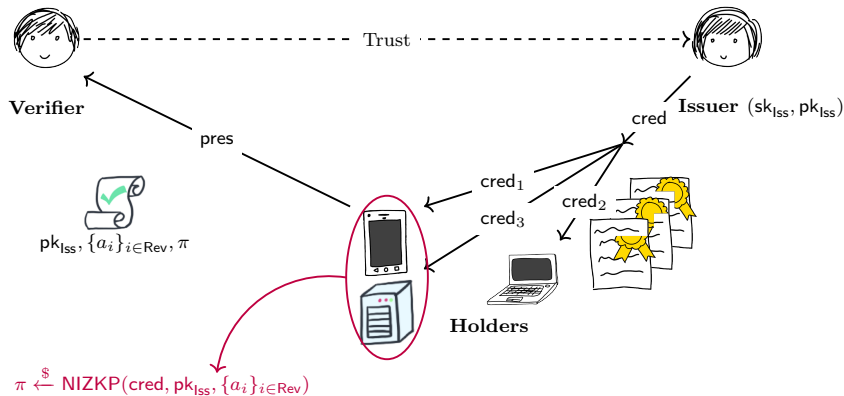 Trust
Verifier
Issuer (sk_Iss, pk_Iss)
cred
pres
cred_1
cred_2
cred_3
pk_Iss, {a_i}_{i∈Rev}, π
Holders
π ←$ NIZKP(cred, pk_Iss, {a_i}_{i∈Rev})